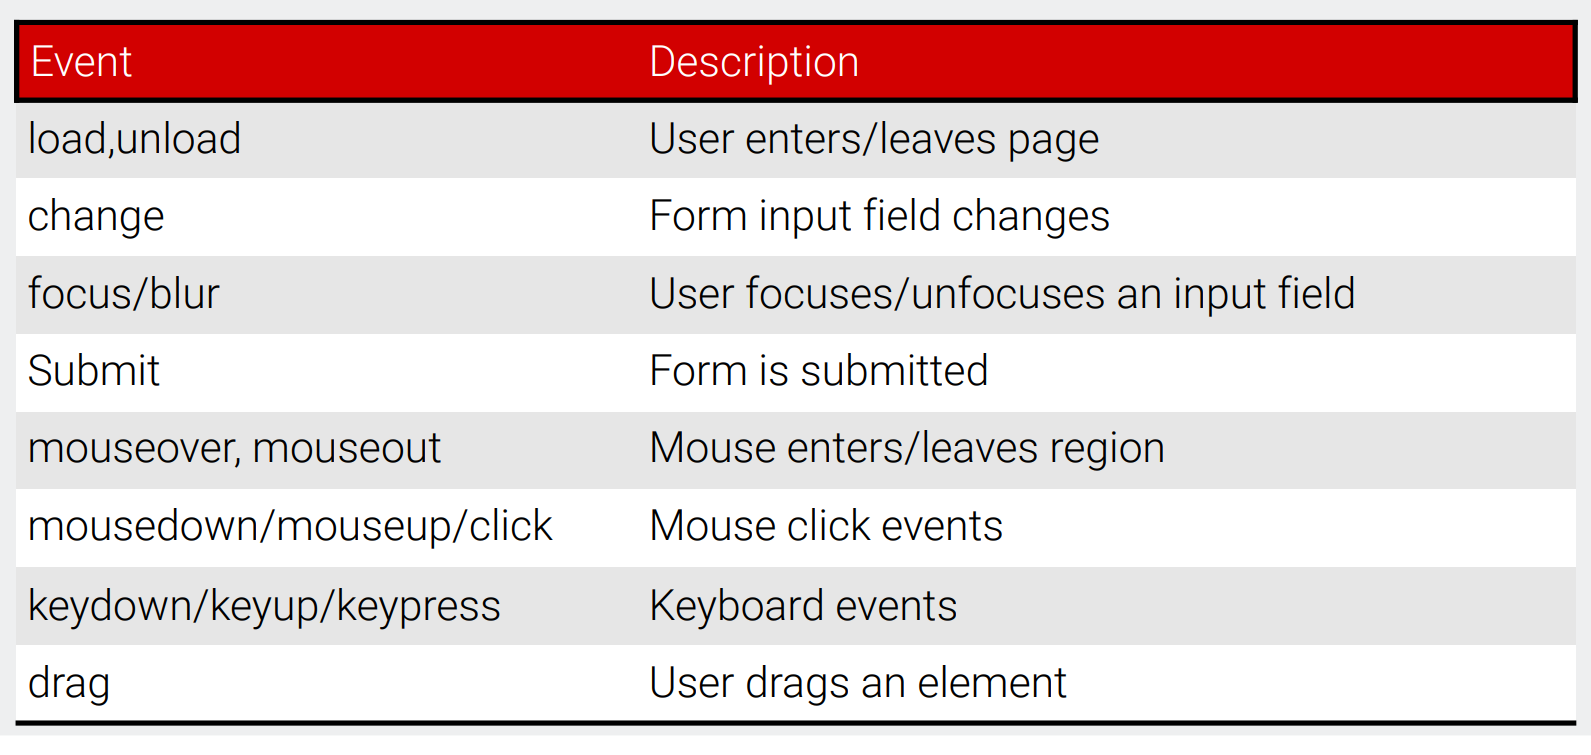 Event Description
load,unload User enters/leaves page
change Form input field changes
focus/blur User focuses/unfocuses an input field
Submit Form is submitted
mouseover, mouseout Mouse enters/leaves region
mousedown/mouseup/click Mouse click events
keydown/keyup/keypress Keyboard events
drag User drags an element